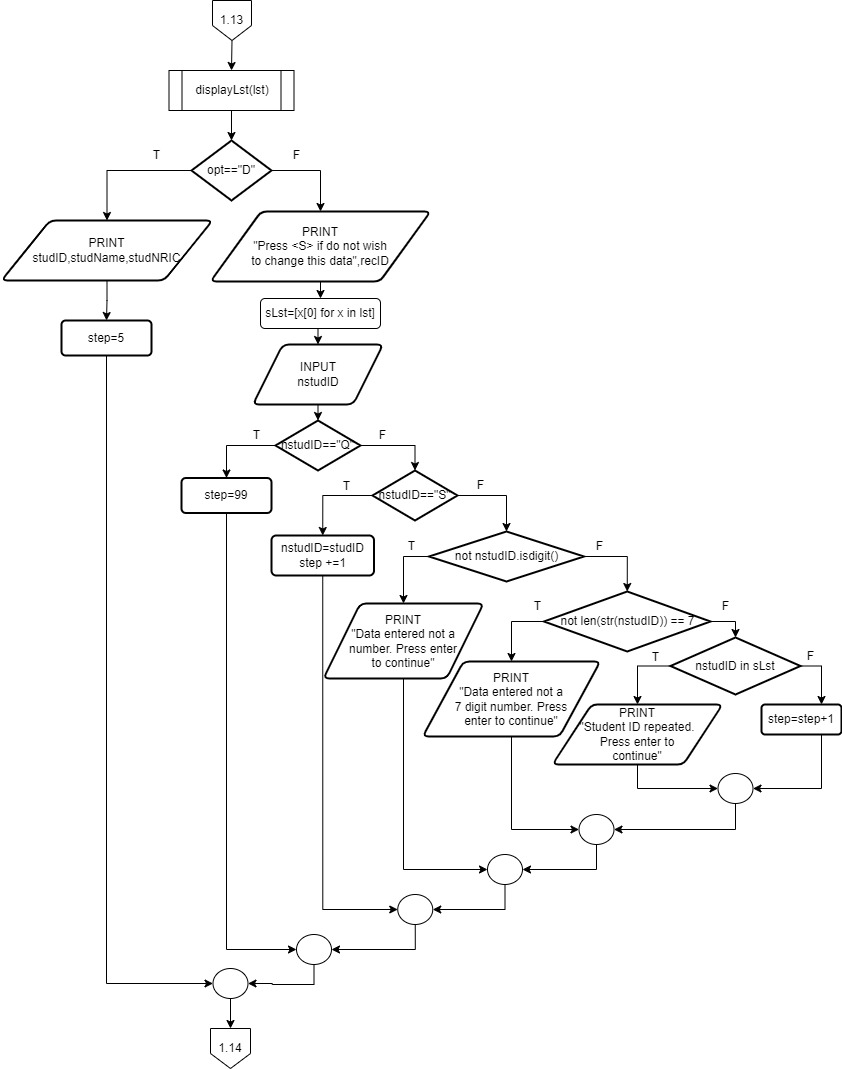 1.13
displayLst(lst)
T
F
opt=="D"
PRINT
studID,studName,studNRIC
PRINT
"Press <S> if do not wish
to change this data",recID
step=5
sLst=[x[0] for x in lst]
INPUT
nstudID
T
F
nstudID=="Q"
step=99
T
F
nstudID=="S"
nstudID=studID
step +=1
T
F
not nstudID.isdigit()
PRINT
"Data entered not a
number. Press enter
to continue"
T
F
not len(str(nstudID)) == 7
PRINT
"Data entered not a
7 digit number. Press
enter to continue"
T
F
nstudID in sLst
PRINT
"Student ID repeated.
Press enter to
continue"
step=step+1
1.14